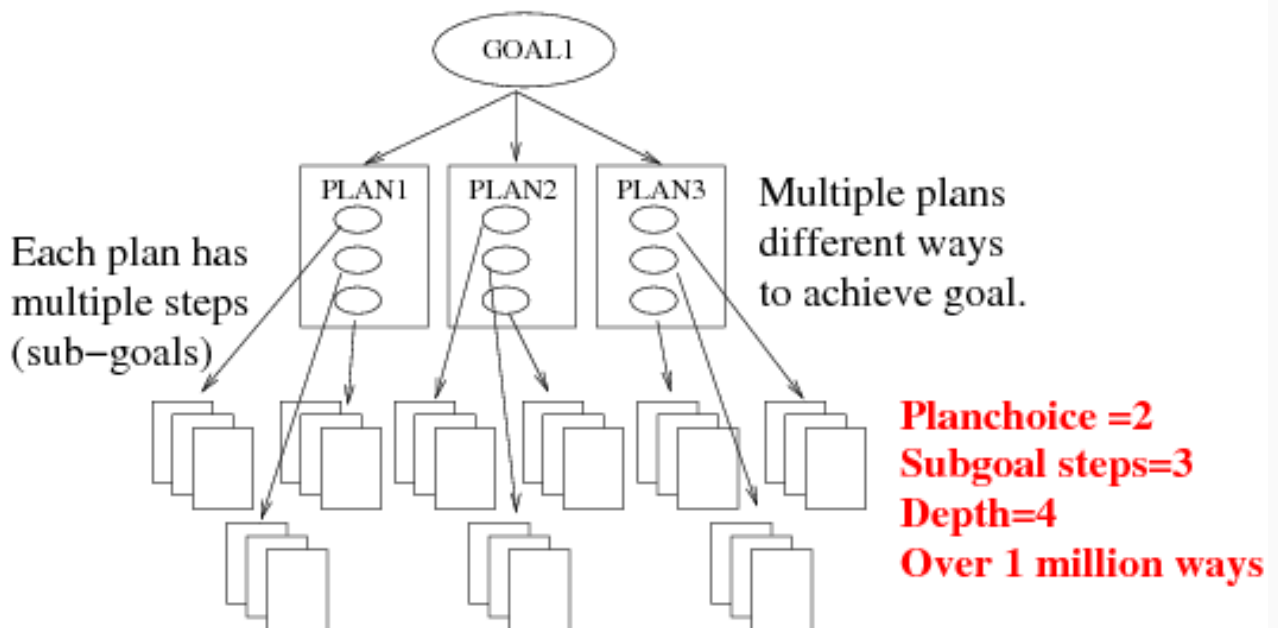 GOAL1
PLAN1
PLAN2
PLAN3
Each plan has
multiple steps
(sub-goals)
Multiple plans
different ways
to achieve goal.
Planchoice =2
Subgoal steps=3
Depth=4
Over 1 million ways